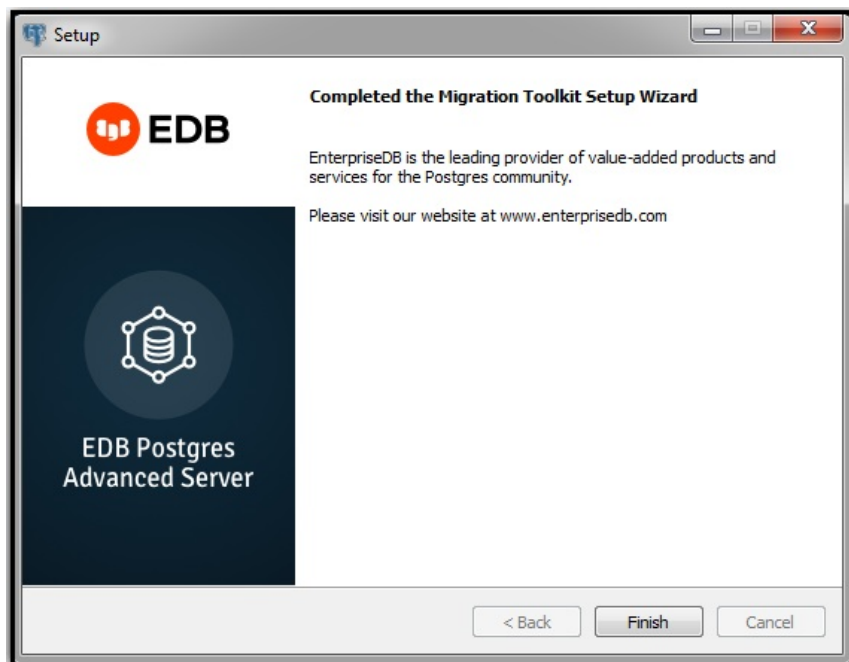 Setup
EDB
Completed the Migration Toolkit Setup Wizard
EnterpriseDB is the leading provider of value-added products and
services for the Postgres community.
Please visit our website at www.enterprisedb.com
EDB Postgres
Advanced Server
< Back
Finish
Cancel